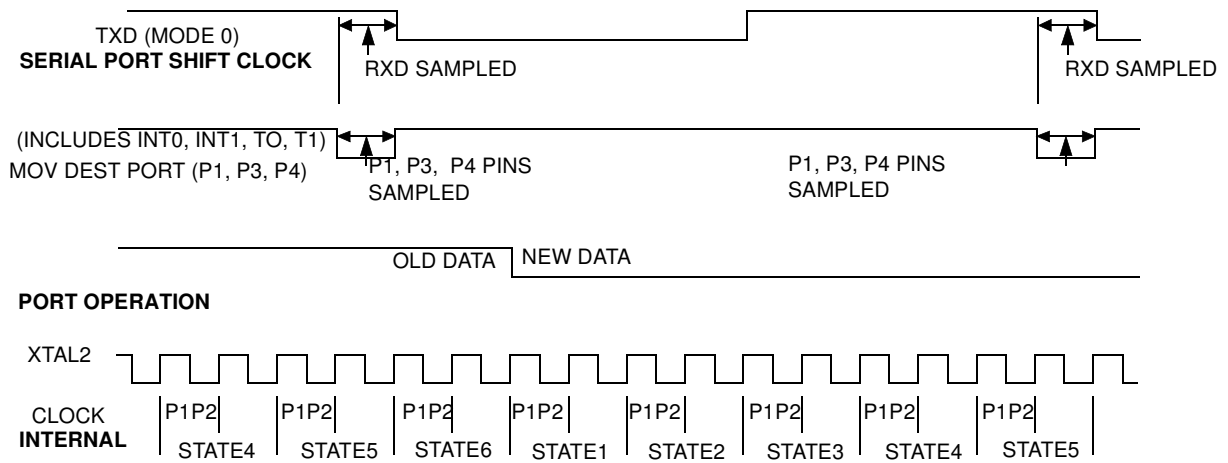 TXD (MODE 0)
SERIAL PORT SHIFT CLOCK
RXD SAMPLED
RXD SAMPLED
(INCLUDES INT0, INT1, TO, T1)
MOV DEST PORT (P1, P3, P4)
P1, P3, P4 PINS
SAMPLED
P1, P3, P4 PINS
SAMPLED
OLD DATA
NEW DATA
PORT OPERATION
XTAL2
CLOCK
INTERNAL
P1P2 P1P2 P1P2 P1P2 P1P2 P1P2 P1P2 P1P2
STATE4 STATE5 STATE6 STATE1 STATE2 STATE3 STATE4 STATE5